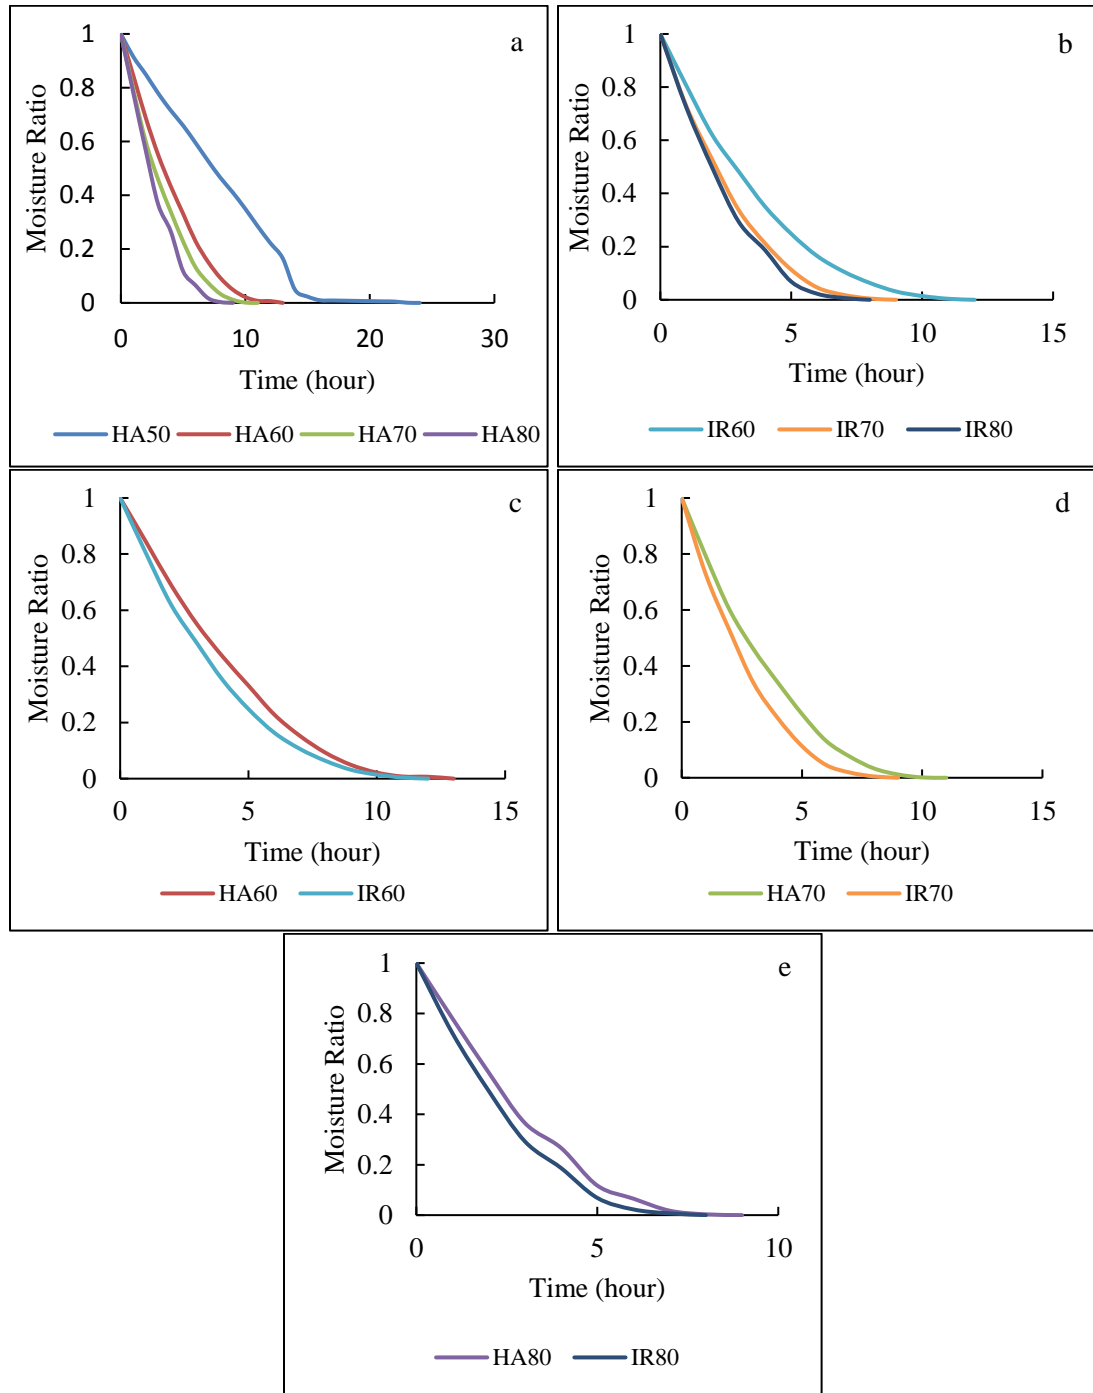 a
1
0.8
0.6
0.4
0.2
0
Moisture Ratio
0 10 20 30
Time (hour)
HA50 HA60 HA70 HA80
b
1
0.8
0.6
0.4
0.2
0
Moisture Ratio
0 5 10 15
Time (hour)
IR60 IR70 IR80
c
1
0.8
0.6
0.4
0.2
0
Moisture Ratio
0 5 10 15
Time (hour)
HA60 IR60
d
1
0.8
0.6
0.4
0.2
0
Moisture Ratio
0 5 10 15
Time (hour)
HA70 IR70
e
1
0.8
0.6
0.4
0.2
0
Moisture Ratio
0 5 10
Time (hour)
HA80 IR80